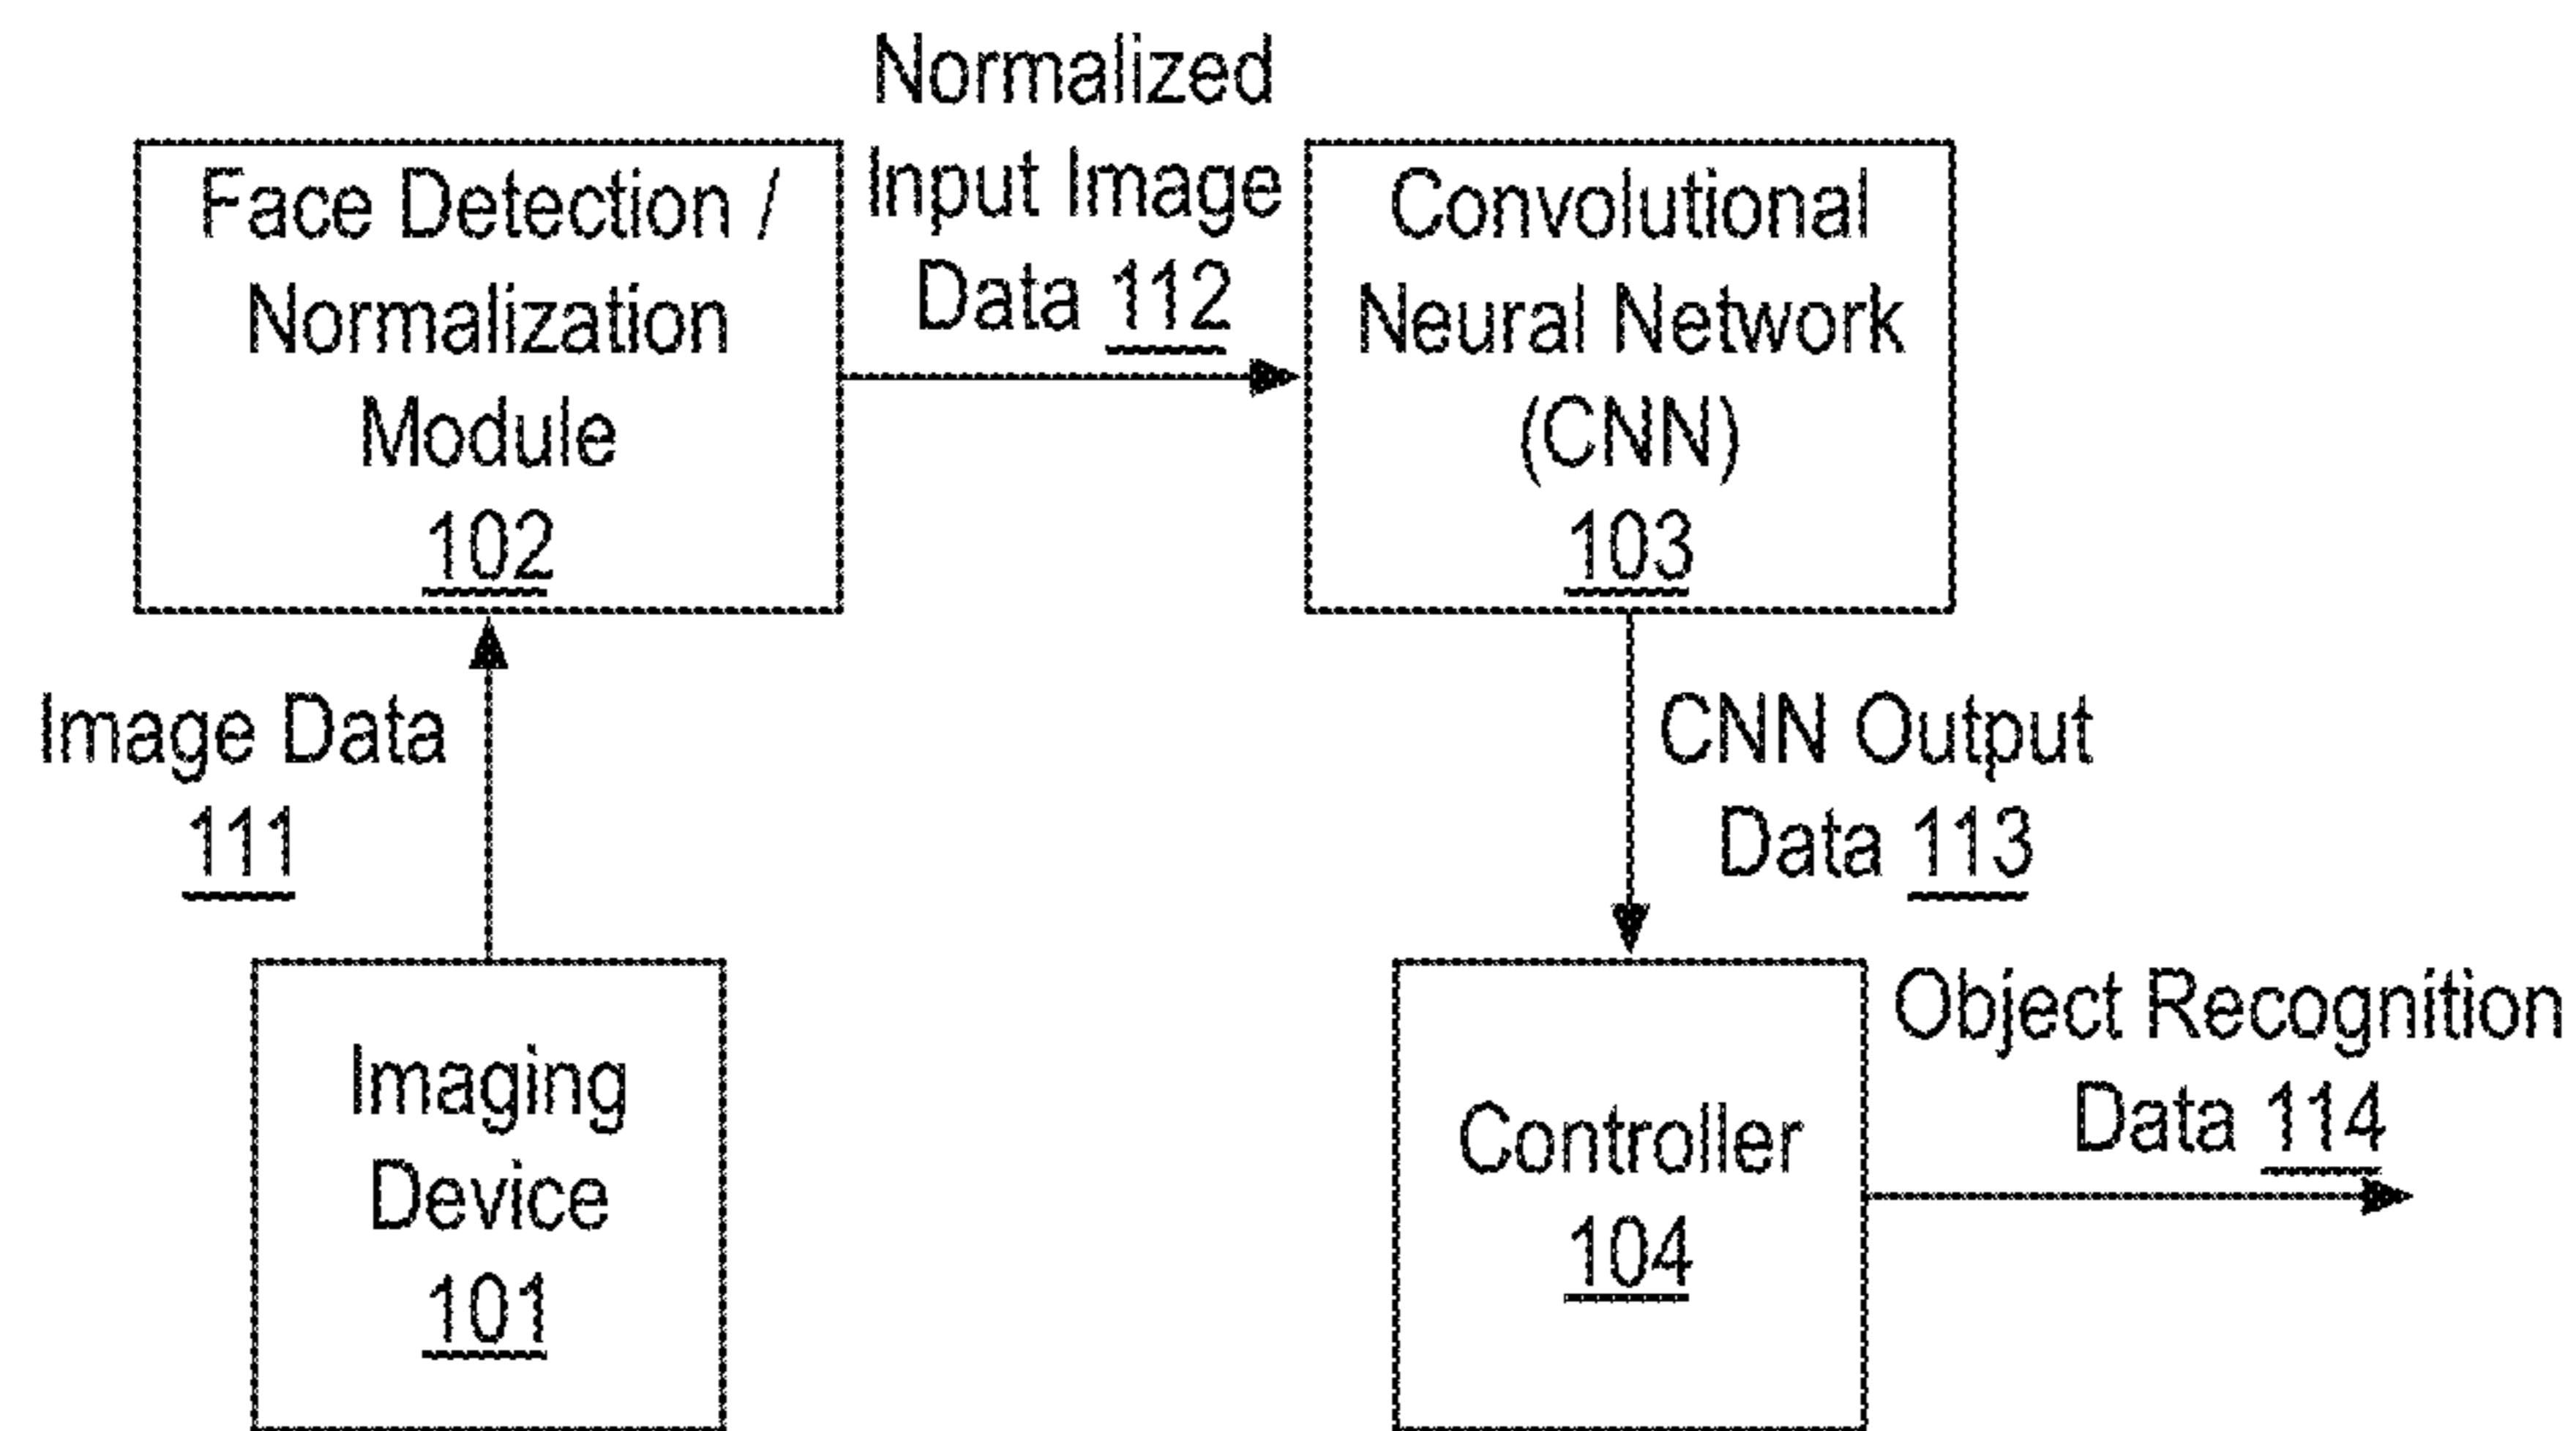 Face Detection /
Normalization
Module
102
Normalized
Input Image
Data 112
Convolutional
Neural Network
(CNN)
103
Image Data
111
CNN Output
Data 113
Imaging
Device
101
Controller
104
Object Recognition
Data 114